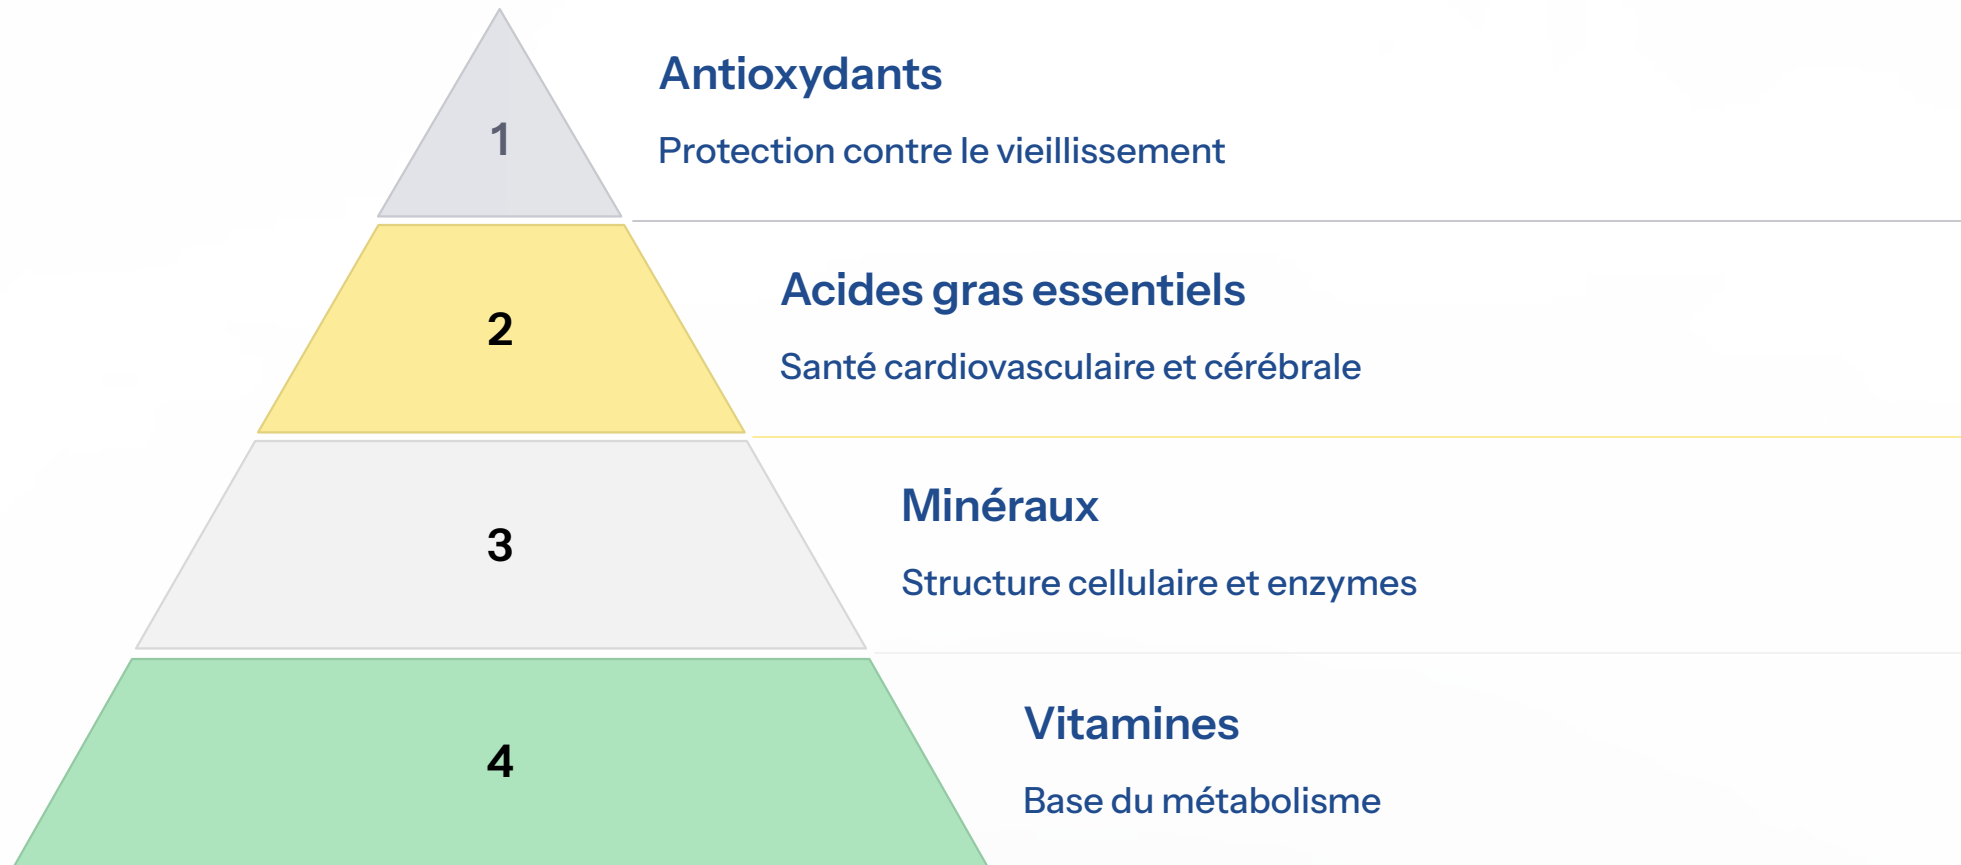 1
Antioxydants
Protection contre le vieillissement
2
Acides gras essentiels
Santé cardiovasculaire et cérébrale
3
Minéraux
Structure cellulaire et enzymes
4
Vitamines
Base du métabolisme